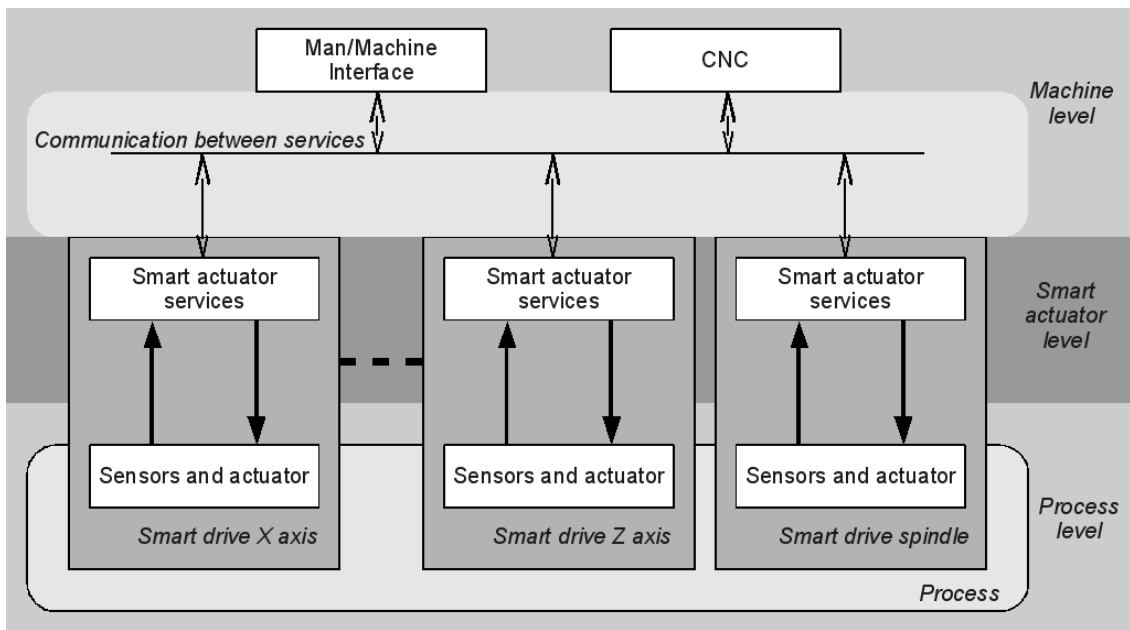 Man/Machine
Interface
CNC
Machine
level
Communication between services
Smart actuator
services
Smart actuator
services
Smart actuator
services
Smart
actuator
level
Sensors and actuator
Sensors and actuator
Sensors and actuator
Smart drive X axis
Smart drive Z axis
Smart drive spindle
Process
level
Process